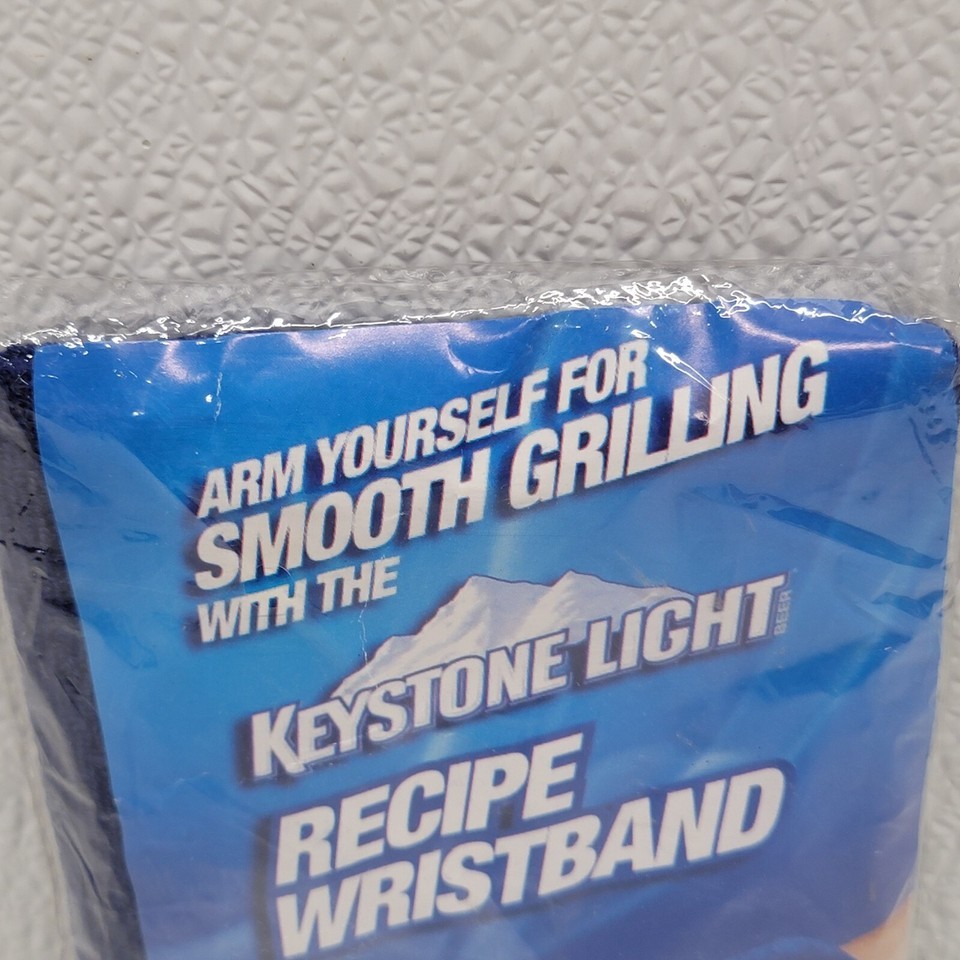 ARM YOURSELF FOR
SMOOTH GRILLING
WITH THE
KEYSTONE LIGHT
BEER
RECIPE
WRISTBAND